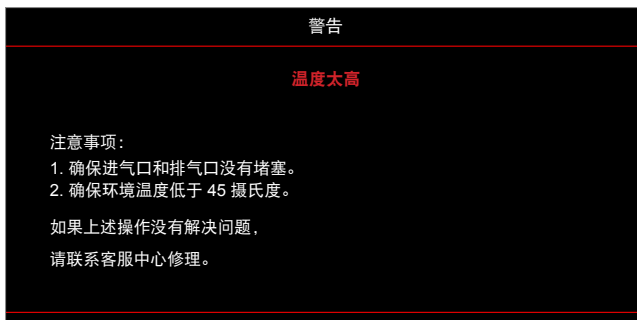 警告
温度太高
注意事项：
1. 确保进气口和排气口没有堵塞。
2. 确保环境温度低于 45 摄氏度。
如果上述操作没有解决问题，
请联系客服中心修理。